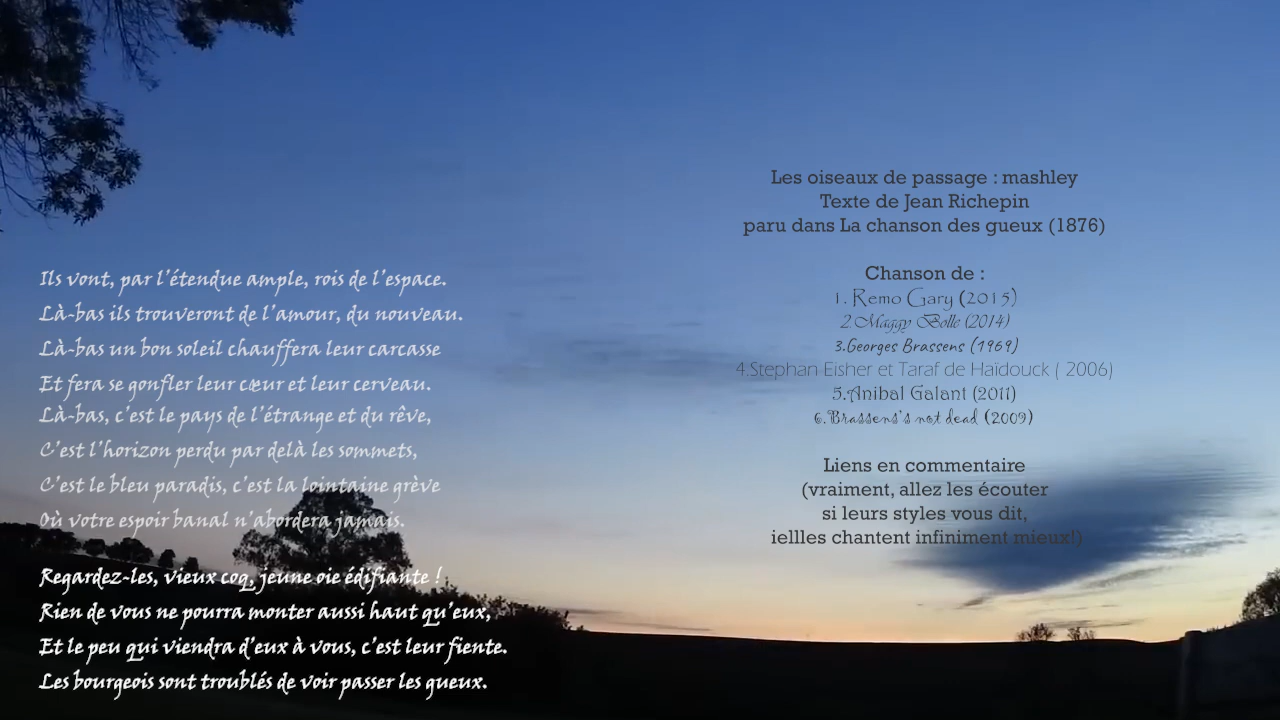 Ils vont, par l'étendue ample, rois de l'espace.
Là-bas ils trouveront de l'amour, du nouveau.
Là-bas un bon soleil chauffera leur carcasse
Et fera se gonfler leur cœur et leur cerveau.
Là-bas, c'est le pays de l'étrange et du rêve,
C'est l'horizon perdu par delà les sommets,
C'est le bleu paradis, c'est la lointaine grève
Où votre espoir banal n'abordera jamais.
Regardez-les, vieux coq, jeune oie édifiante !
Rien de vous ne pourra monter aussi haut qu'eux,
Et le peu qui viendra d'eux à vous, c'est leur fiente.
Les bourgeois sont troublés de voir passer les gueux.
Les oiseaux de passage : mashley
Texte de Jean Richepin
paru dans La chanson des gueux (1876)
Chanson de :
1. Remo Gary (2015)
2.Maggy Bolle (2014)
3.Georges Brassens (1969)
4.Stephan Eisher et Taraf de Haïdouck ( 2006)
5.Anibal Galant (2011)
6.Brassens's not dead (2009)
Liens en commentaire
(vraiment, allez les écouter
si leurs styles vous dit,
iellles chantent infiniment mieux!)